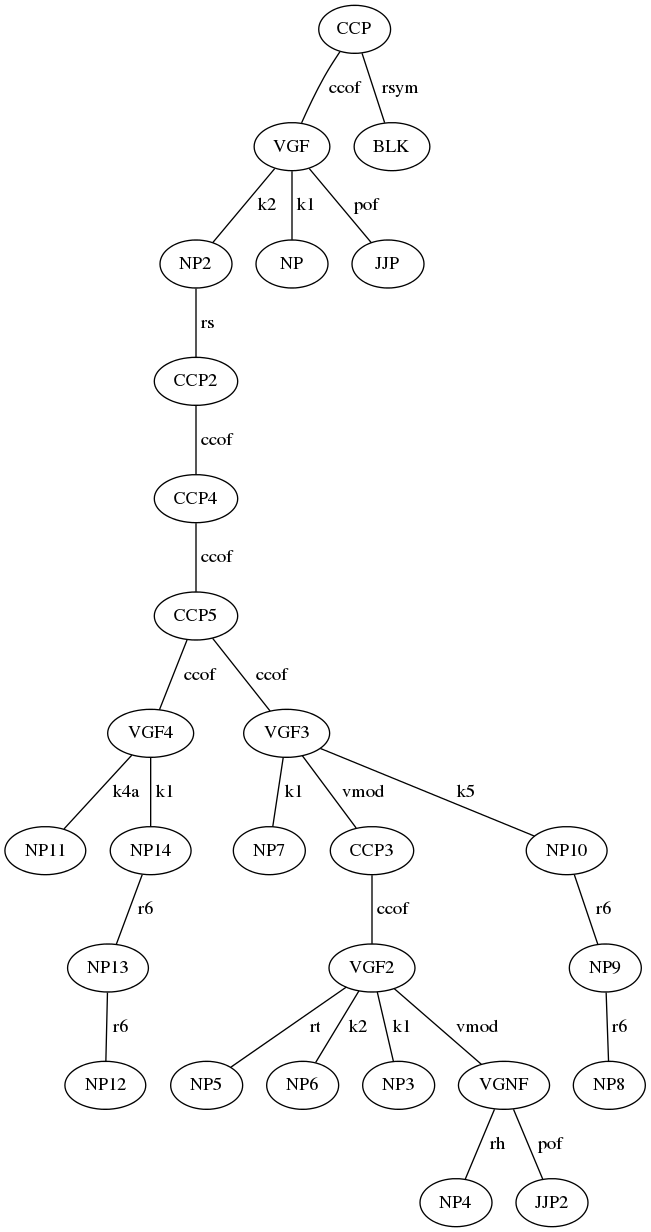 CCP
ccof rsym
VGF BLK
k2 k1 pof
NP2 NP JJP
rs
CCP2
ccof
CCP4
ccof
CCP5
ccof ccof
VGF4 VGF3
k4a k1 k1 vmod k5
NP11 NP14 NP7 CCP3 NP10
r6 ccof r6
NP13 VGF2 NP9
r6 rt k2 k1 vmod r6
NP12 NP5 NP6 NP3 VGNF NP8
rh pof
NP4 JJP2